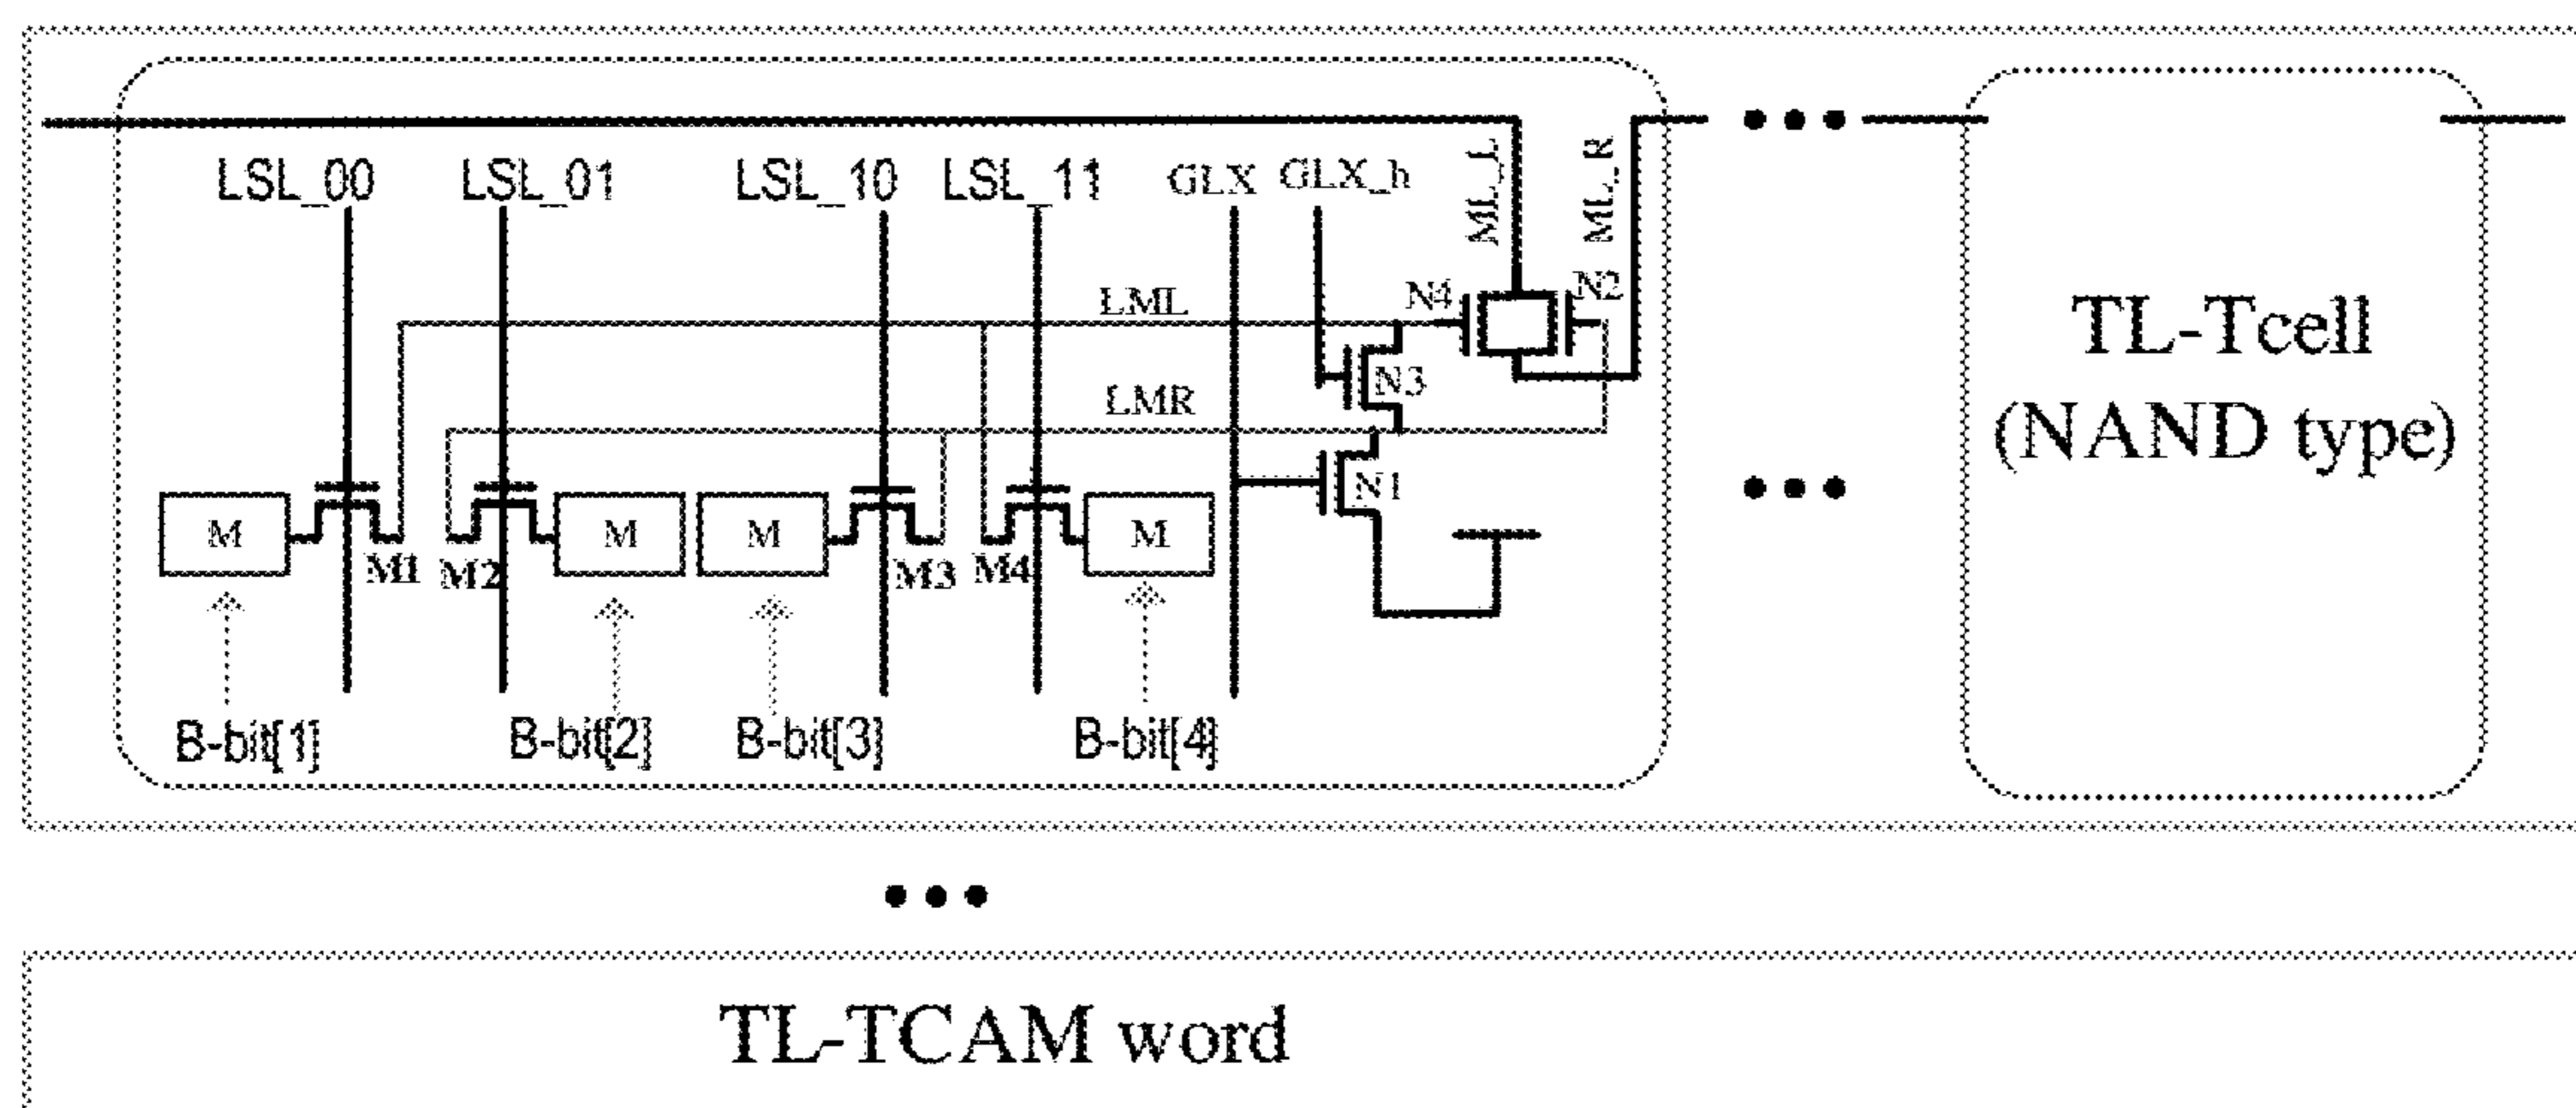 LSL_00 LSL_01 LSL_10 LSL_11 GLX GLX_h ML_L ML_R
LML N4 N2
N3
LMR
N1
M M M M
M1 M2 M3 M4
B-bit[1] B-bit[2] B-bit[3] B-bit[4]
TL-Tcell
(NAND type)
TL-TCAM word